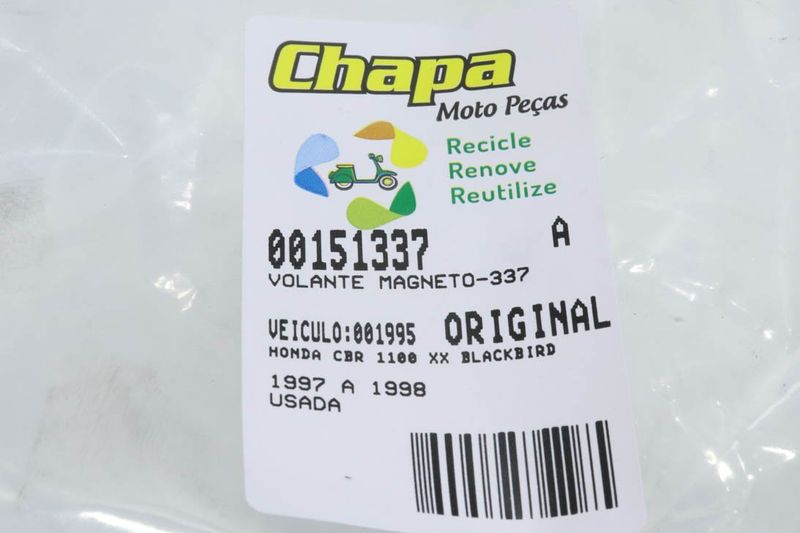 Chapa
Moto Peças
Recicle
Renove
Reutilize
00151337 A
VOLANTE MAGNETO-337
VEICULO:001995 ORIGINAL
HONDA CBR 1100 XX BLACKBIRD
1997 A 1998
USADA